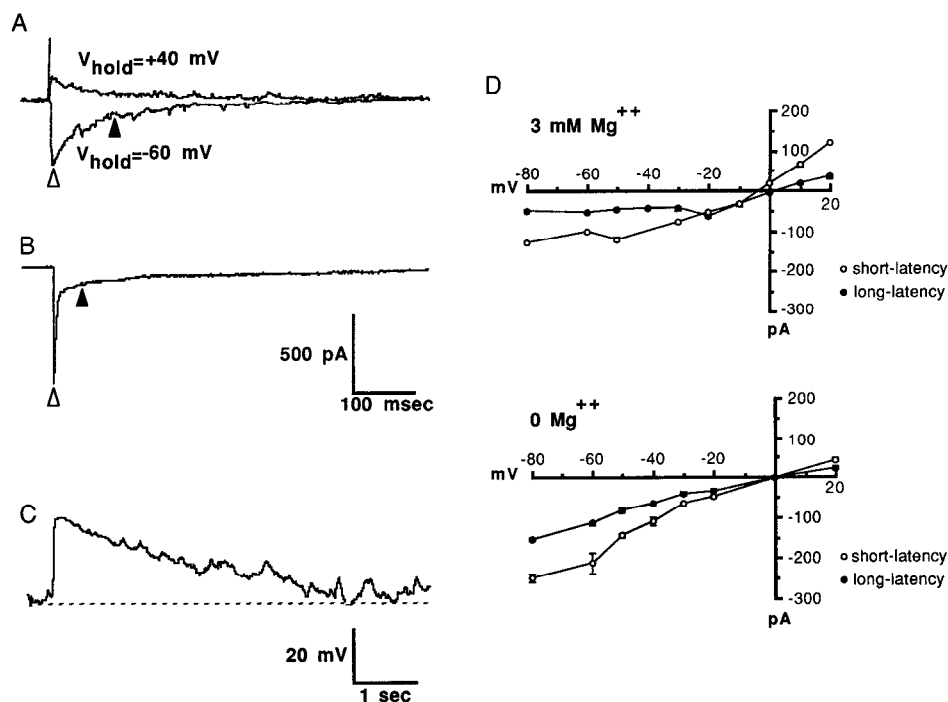 A
V_hold=+40 mV
V_hold=-60 mV
B
500 pA
100 msec
C
20 mV
1 sec
D
3 mM Mg++
200
100
-80 -60 -40 -20
mV
20
-100
-200
-300
pA
○ short-latency
● long-latency
0 Mg++
200
100
-80 -60 -40 -20
mV
20
-100
-200
-300
pA
○ short-latency
● long-latency